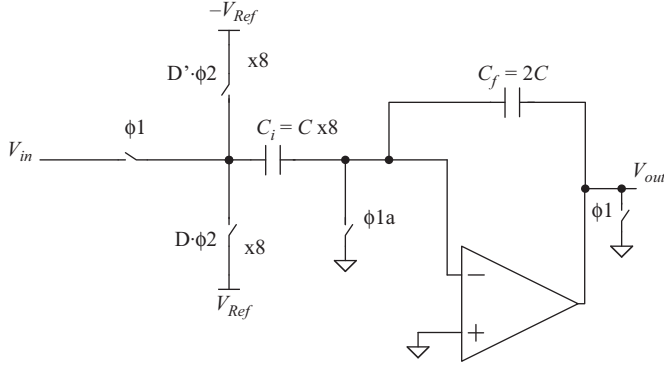 –V_Ref
x8
D'·ϕ2
C_f = 2C
ϕ1
C_i = C x8
V_in
V_out
ϕ1a
ϕ1
D·ϕ2
x8
V_Ref
−
+